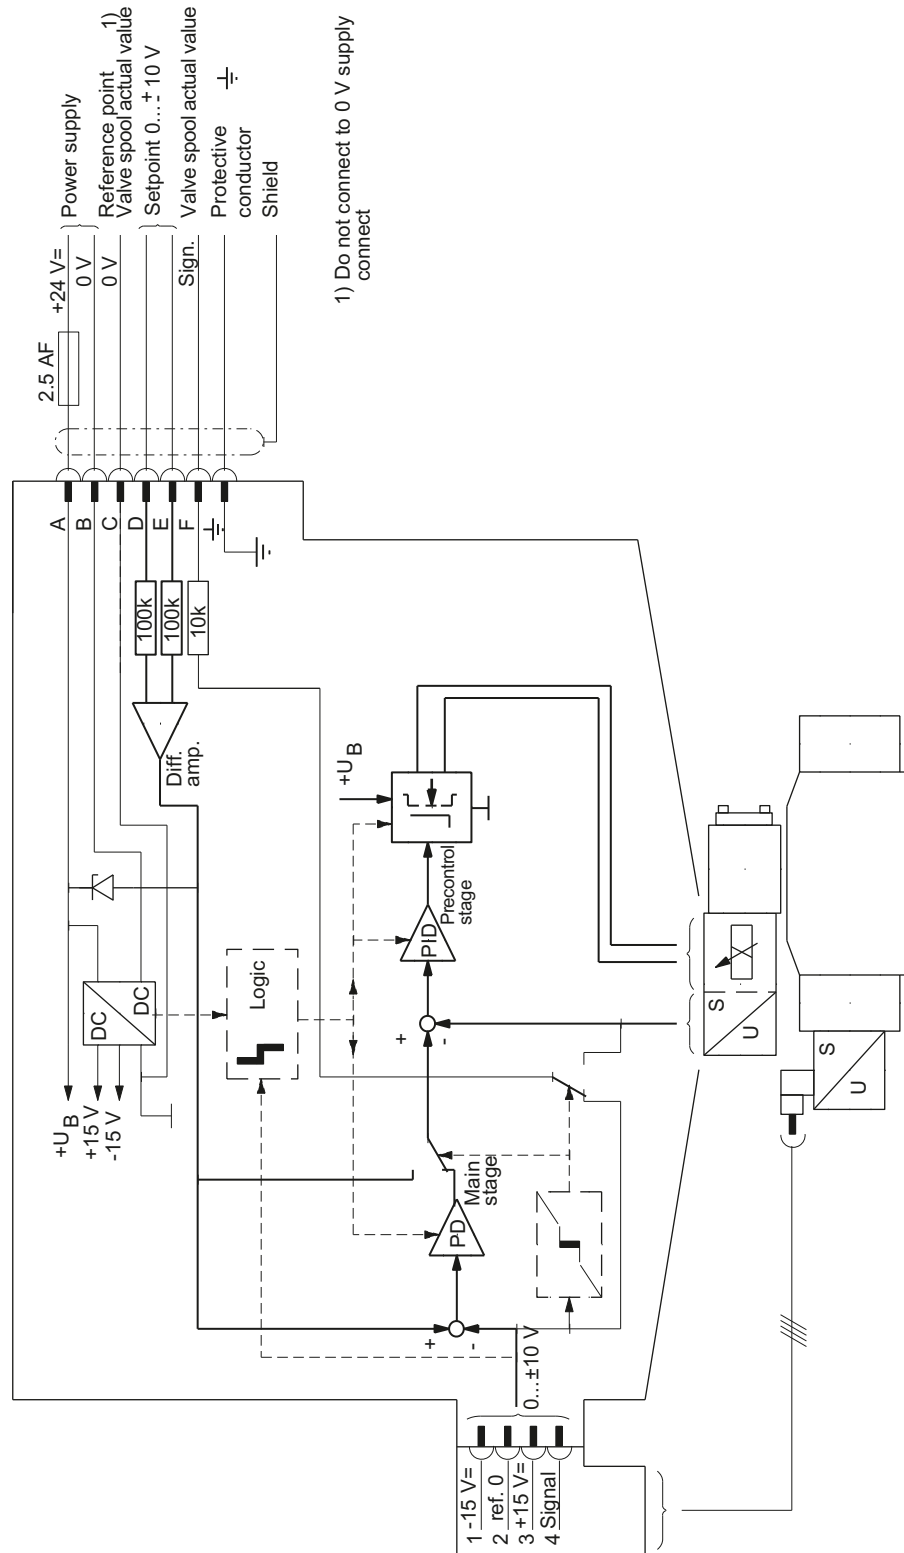 2.5 AF
+24 V=
0 V
0 V
Sign.
Power supply
Reference point
1)
Valve spool actual value
Setpoint 0...± 10 V
Valve spool actual value
Protective
conductor
Shield
1) Do not connect to 0 V supply
connect
A
B
C
D
E
F
100k
100k
10k
Diff.
amp.
+U B
Precontrol
stage
PID
DC
DC
Logic
+U B
+15 V
-15 V
+
-
Main
stage
PD
+
-
0...±10 V
1 -15 V=
2 ref. 0
3 +15 V=
4 Signal
S
U
S
U